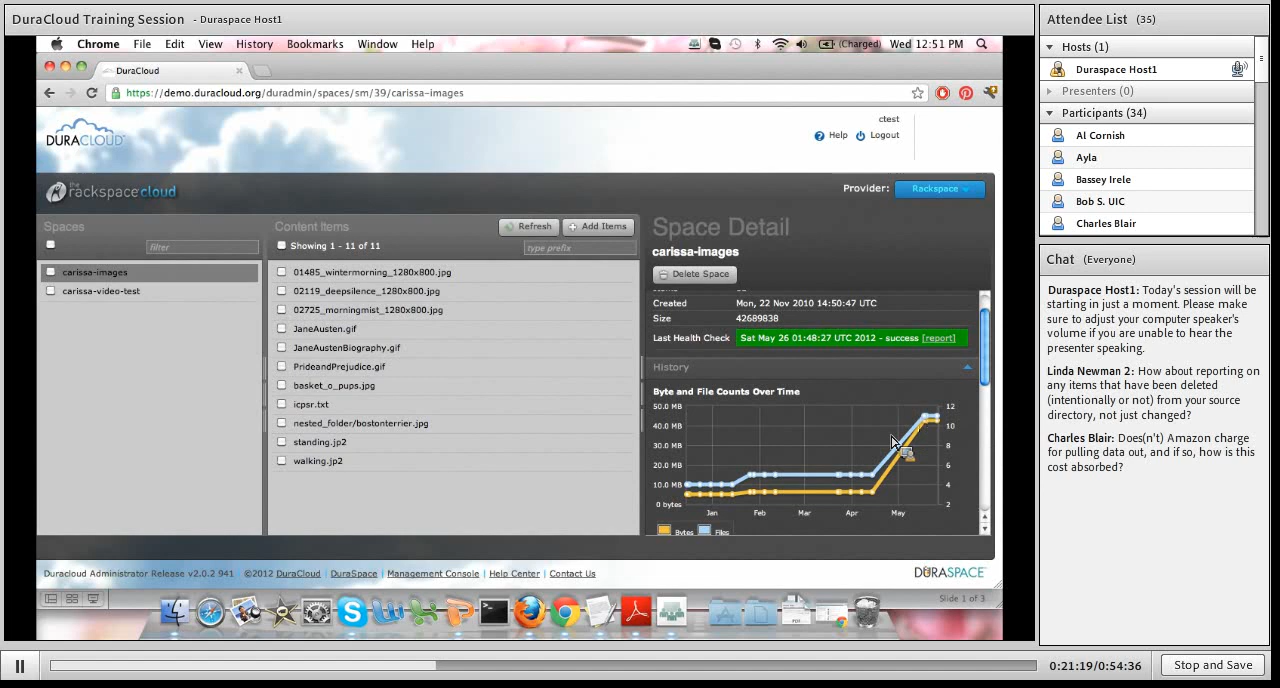 DuraCloud Training Session - Duraspace Host1
Chrome File Edit View History Bookmarks Window Help
(Charged) Wed 12:51 PM
DuraCloud
https://demo.duracloud.org/duradmin/spaces/sm/39/carissa-images
DURACLOUD
ctest
Help Logout
the rackspacecloud
Provider: Rackspace
Spaces
filter
carissa-images
carissa-video-test
Content Items
Refresh Add Items
Showing 1 - 11 of 11
type prefix
01485_wintermorning_1280x800.jpg
02119_deepsilence_1280x800.jpg
02725_morningmist_1280x800.jpg
JaneAusten.gif
JaneAustenBiography.gif
PrideandPrejudice.gif
basket_o_pups.jpg
icpsr.txt
nested_folder/bostonterrier.jpg
standing.jp2
walking.jp2
Space Detail
carissa-images
Delete Space
Created Mon, 22 Nov 2010 14:50:47 UTC
Size 42689838
Last Health Check Sat May 26 01:48:27 UTC 2012 - success [report]
History
Byte and File Counts Over Time
50.0 MB 12
40.0 MB 10
30.0 MB 8
20.0 MB 6
10.0 MB 4
0 bytes 2
Jan Feb Mar Apr May
Bytes Files
Duracloud Administrator Release v2.0.2 941 ©2012 DuraCloud DuraSpace Management Console Help Center Contact Us
DURASPACE
Slide 1 of 3
Attendee List (35)
Hosts (1)
Duraspace Host1
Presenters (0)
Participants (34)
Al Cornish
Ayla
Bassey Irele
Bob S. UIC
Charles Blair
Chat (Everyone)
Duraspace Host1: Today's session will be
starting in just a moment. Please make
sure to adjust your computer speaker's
volume if you are unable to hear the
presenter speaking.
Linda Newman 2: How about reporting on
any items that have been deleted
(intentionally or not) from your source
directory, not just changed?
Charles Blair: Does(n't) Amazon charge
for pulling data out, and if so, how is this
cost absorbed?
0:21:19/0:54:36 Stop and Save